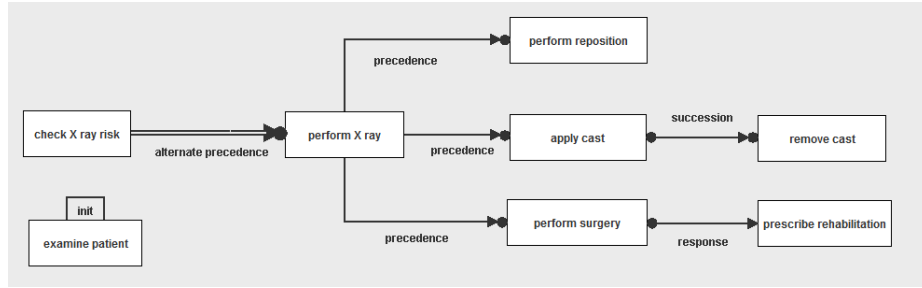 perform reposition
precedence
check X ray risk
alternate precedence
perform X ray
precedence
apply cast
succession
remove cast
init
examine patient
precedence
perform surgery
response
prescribe rehabilitation